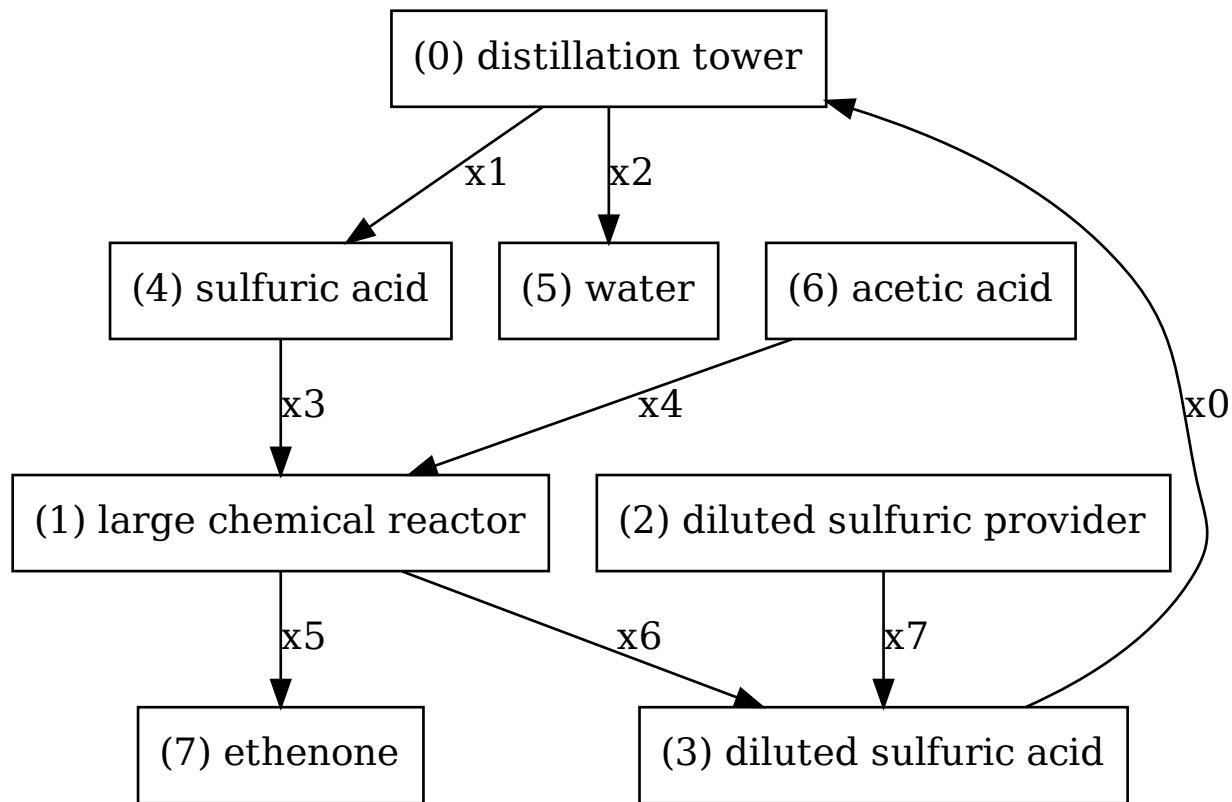 (0) distillation tower
x1
x2
(4) sulfuric acid
(5) water
(6) acetic acid
x3
x4
x0
(1) large chemical reactor
(2) diluted sulfuric provider
x5
x6
x7
(7) ethenone
(3) diluted sulfuric acid